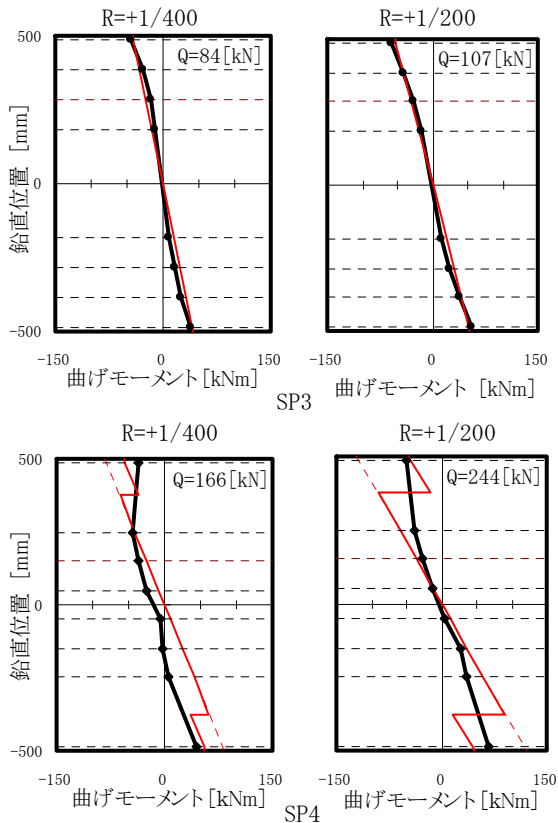 R=+1/400
R=+1/200
500
Q=84[kN]
Q=107[kN]
鉛直位置 [mm]
0
-500
-150 0 150
-150 0 150
曲げモーメント[kNm]
曲げモーメント [kNm]
SP3
R=+1/400
R=+1/200
500
Q=166[kN]
Q=244[kN]
鉛直位置 [mm]
0
-500
-150 0 150
-150 0 150
曲げモーメント[kNm]
曲げモーメント[kNm]
SP4